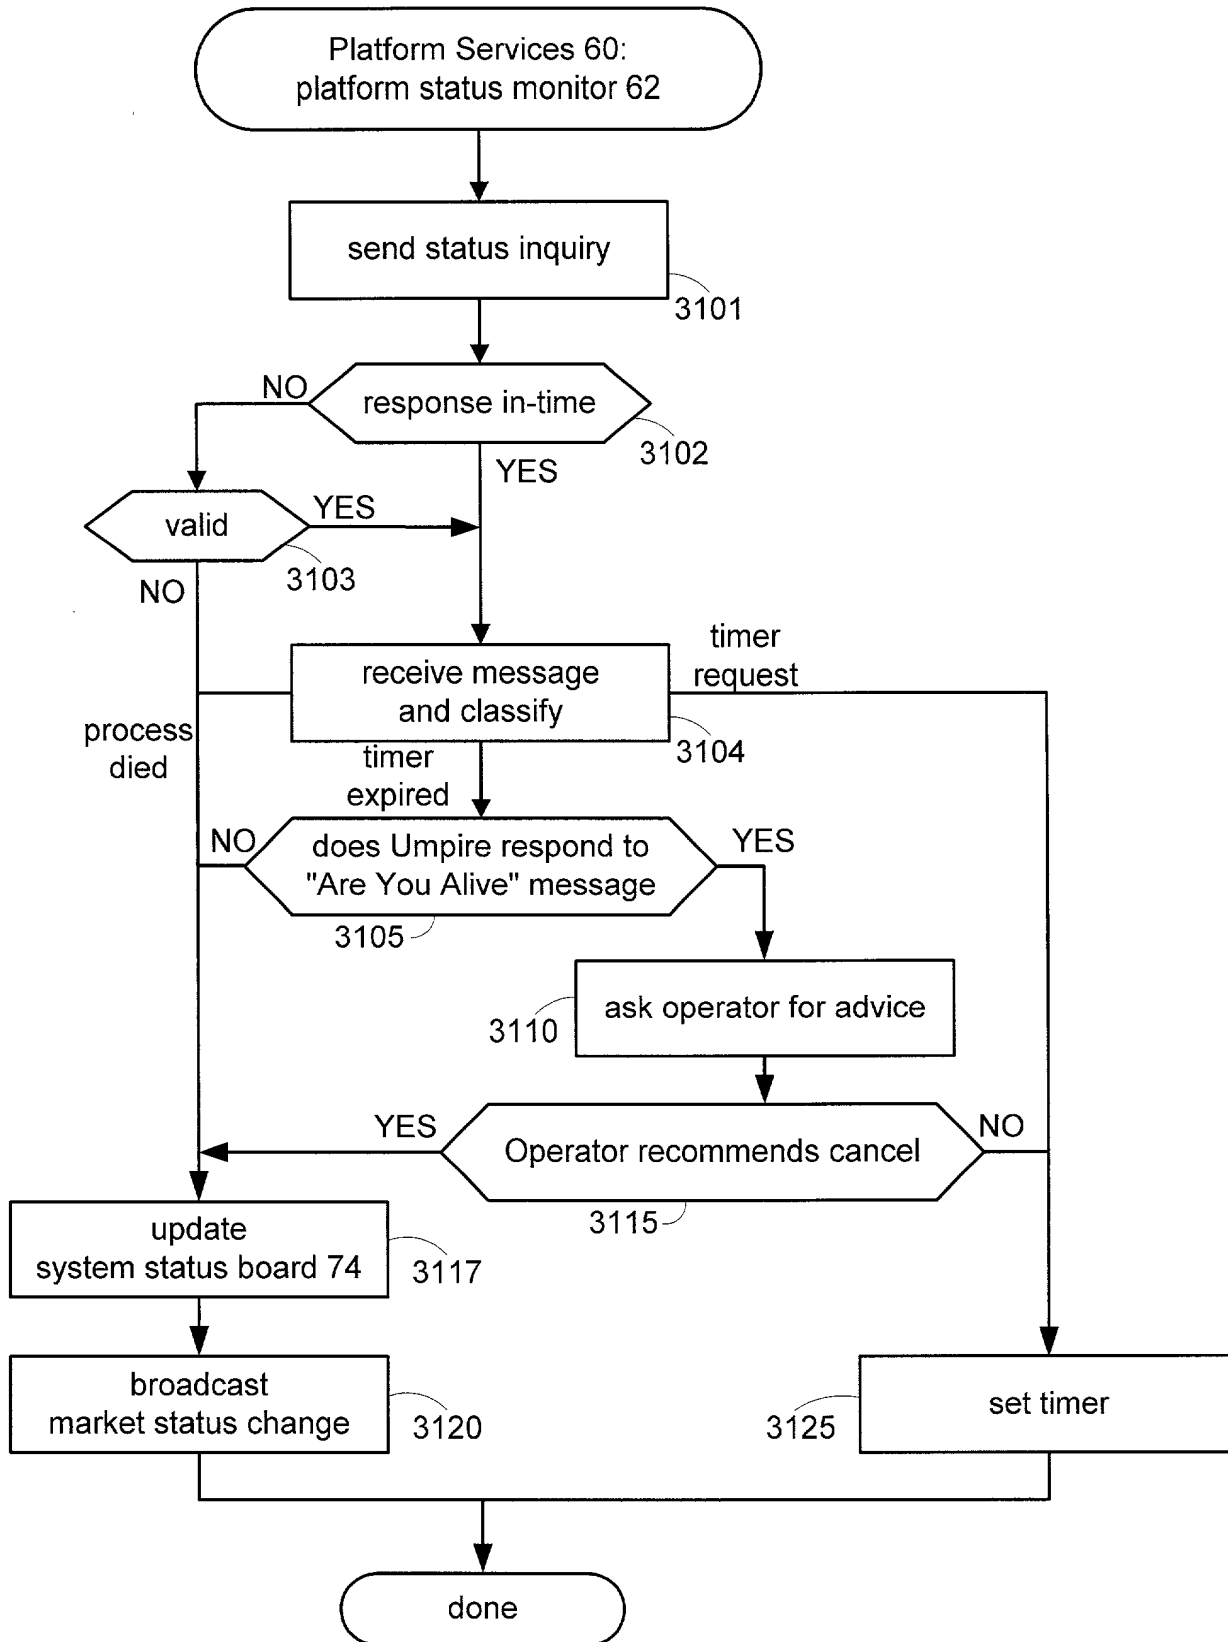 Platform Services 60:
platform status monitor 62
send status inquiry
3101
NO
response in-time
3102
YES
valid
YES
3103
NO
timer
request
receive message
and classify
3104
process
died
timer
expired
NO
does Umpire respond to
"Are You Alive" message
YES
3105
ask operator for advice
3110
YES
Operator recommends cancel
NO
3115
update
system status board 74
3117
broadcast
market status change
3120
set timer
3125
done